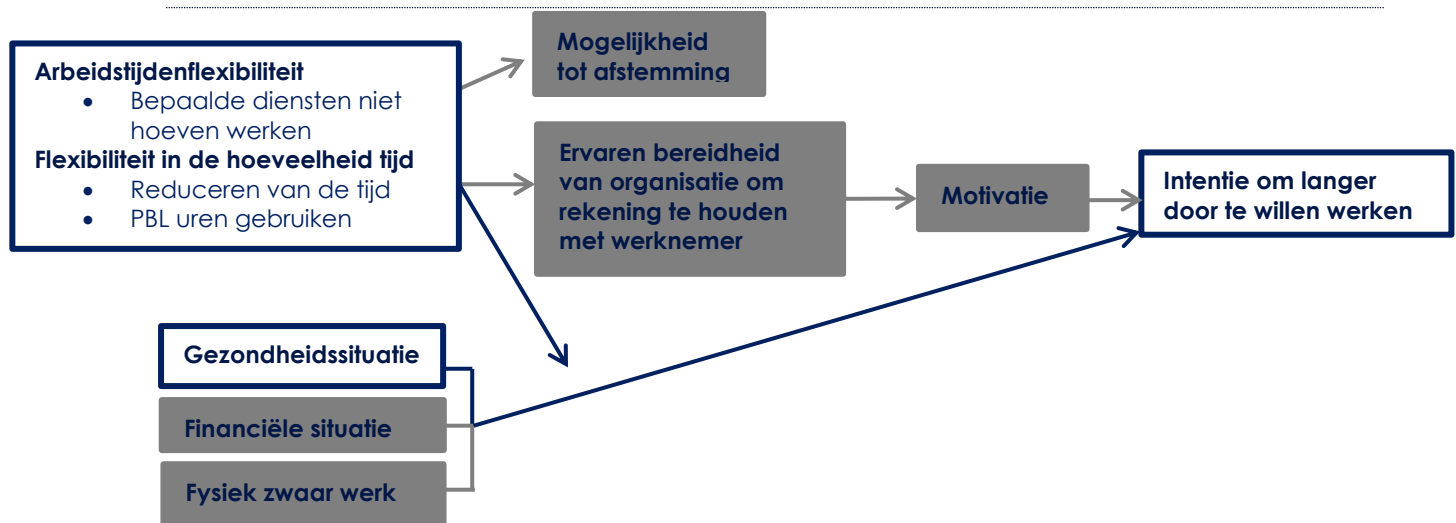 Mogelijkheid
tot afstemming
Arbeidstijdenflexibiliteit
• Bepaalde diensten niet
hoeven werken
Flexibiliteit in de hoeveelheid tijd
• Reduceren van de tijd
• PBL uren gebruiken
Ervaren bereidheid
van organisatie om
rekening te houden
met werknemer
Motivatie
Intentie om langer
door te willen werken
Gezondheidssituatie
Financiële situatie
Fysiek zwaar werk